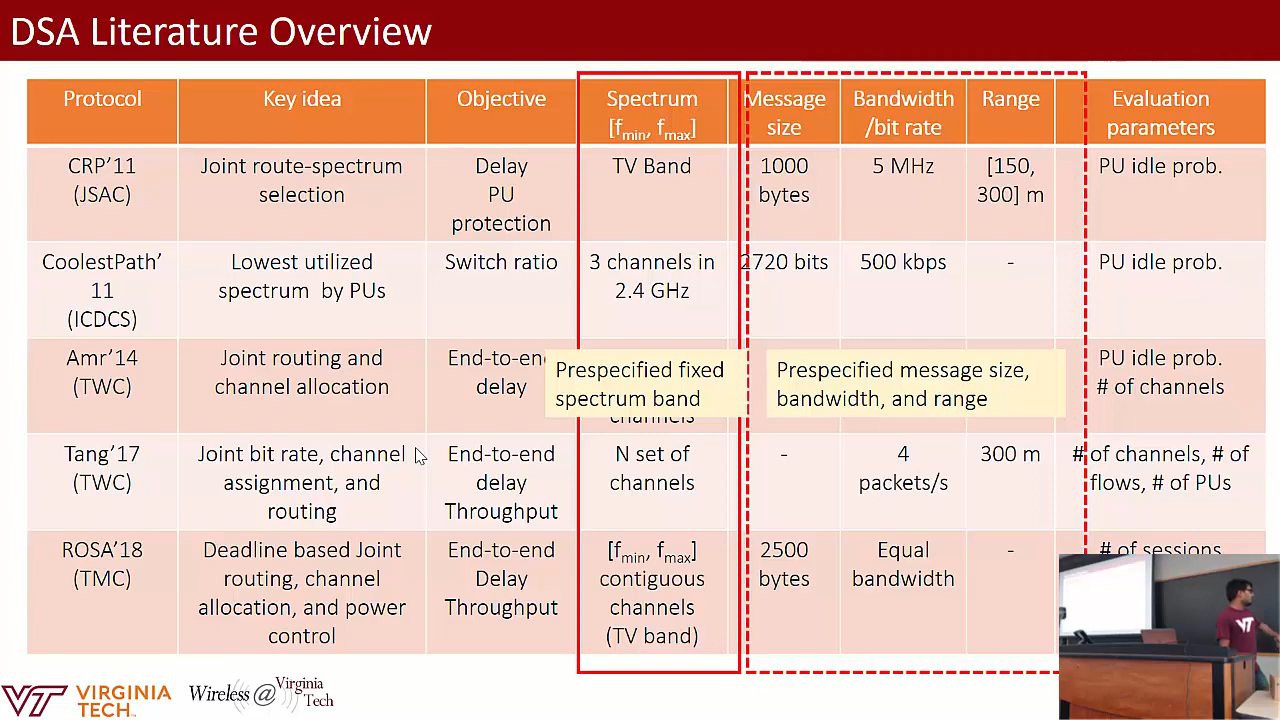 DSA Literature Overview
Protocol
Key idea
Objective
Spectrum
[fmin, fmax]
Message
size
Bandwidth
/bit rate
Range
Evaluation
parameters
CRP'11
(JSAC)
Joint route-spectrum
selection
Delay
PU
protection
TV Band
1000
bytes
5 MHz
[150,
300] m
PU idle prob.
CoolestPath'
11
(ICDCS)
Lowest utilized
spectrum by PUs
Switch ratio
3 channels in
2.4 GHz
2720 bits
500 kbps
-
PU idle prob.
Amr'14
(TWC)
Joint routing and
channel allocation
End-to-end
delay
channels
Prespecified fixed
spectrum band
Prespecified message size,
bandwidth, and range
PU idle prob.
# of channels
Tang'17
(TWC)
Joint bit rate, channel
assignment, and
routing
End-to-end
delay
Throughput
N set of
channels
-
4
packets/s
300 m
# of channels, # of
flows, # of PUs
ROSA'18
(TMC)
Deadline based Joint
routing, channel
allocation, and power
control
End-to-end
Delay
Throughput
[fmin, fmax]
contiguous
channels
(TV band)
2500
bytes
Equal
bandwidth
-
# of sessions
VT VIRGINIA
TECH
Wireless @ Virginia
Tech
VT